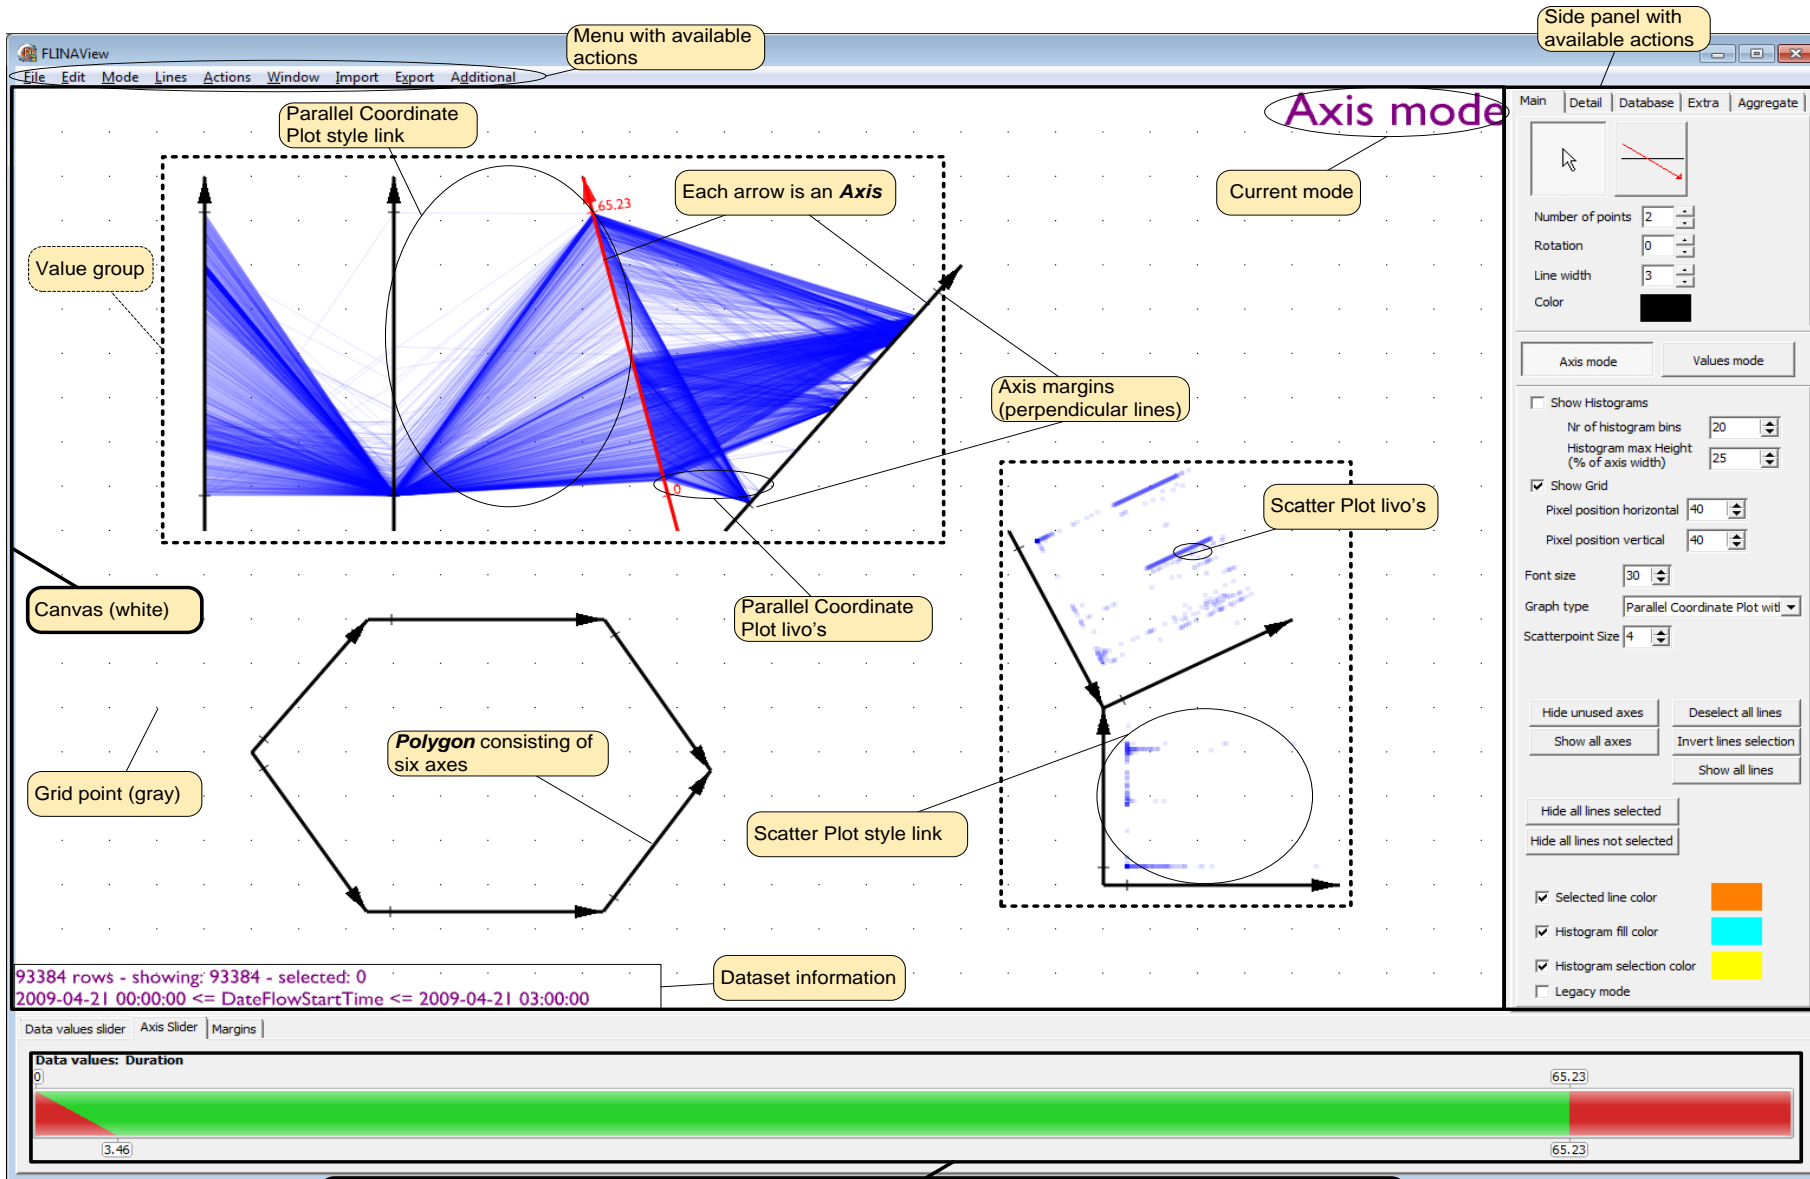 Side panel with
available actions
Menu with available
actions
FLINAView
File Edit Mode Lines Actions Window Import Export Additional
Axis mode
Main Detail Database Extra Aggregate
Parallel Coordinate
Plot style link
Each arrow is an Axis
Current mode
65.23
Value group
Number of points 2
Rotation 0
Line width 3
Color
Axis mode Values mode
Axis margins
(perpendicular lines)
Show Histograms
Nr of histogram bins 20
Histogram max Height
(% of axis width) 25
Show Grid
Pixel position horizontal 40
Pixel position vertical 40
0
Scatter Plot livo's
Font size 30
Graph type Parallel Coordinate Plot wit
Scatterpoint Size 4
Canvas (white)
Parallel Coordinate
Plot livo's
Hide unused axes Deselect all lines
Show all axes Invert lines selection
Show all lines
Polygon consisting of
six axes
Grid point (gray)
Scatter Plot style link
Hide all lines selected
Hide all lines not selected
Selected line color
Histogram fill color
Histogram selection color
Legacy mode
93384 rows - showing: 93384 - selected: 0
2009-04-21 00:00:00 <= DateFlowStartTime <= 2009-04-21 03:00:00
Dataset information
Data values slider Axis Slider Margins
Data values: Duration
0 65.23
3.46 65.23